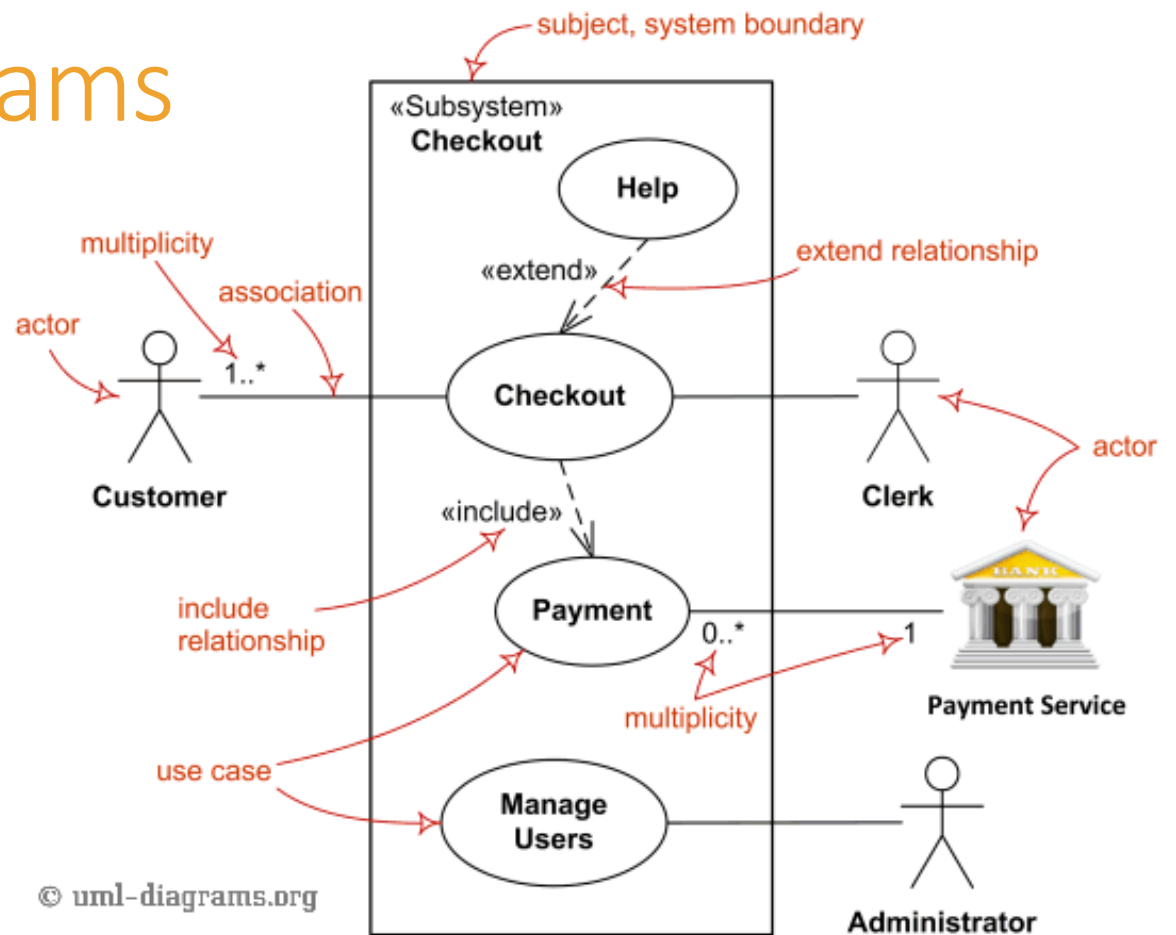 ams
subject, system boundary
«Subsystem»
Checkout
Help
multiplicity
«extend»
extend relationship
association
actor
1..*
Checkout
actor
Customer
Clerk
«include»
BANK
include
relationship
Payment
0..*
1
multiplicity
Payment Service
use case
Manage
Users
© uml-diagrams.org
Administrator